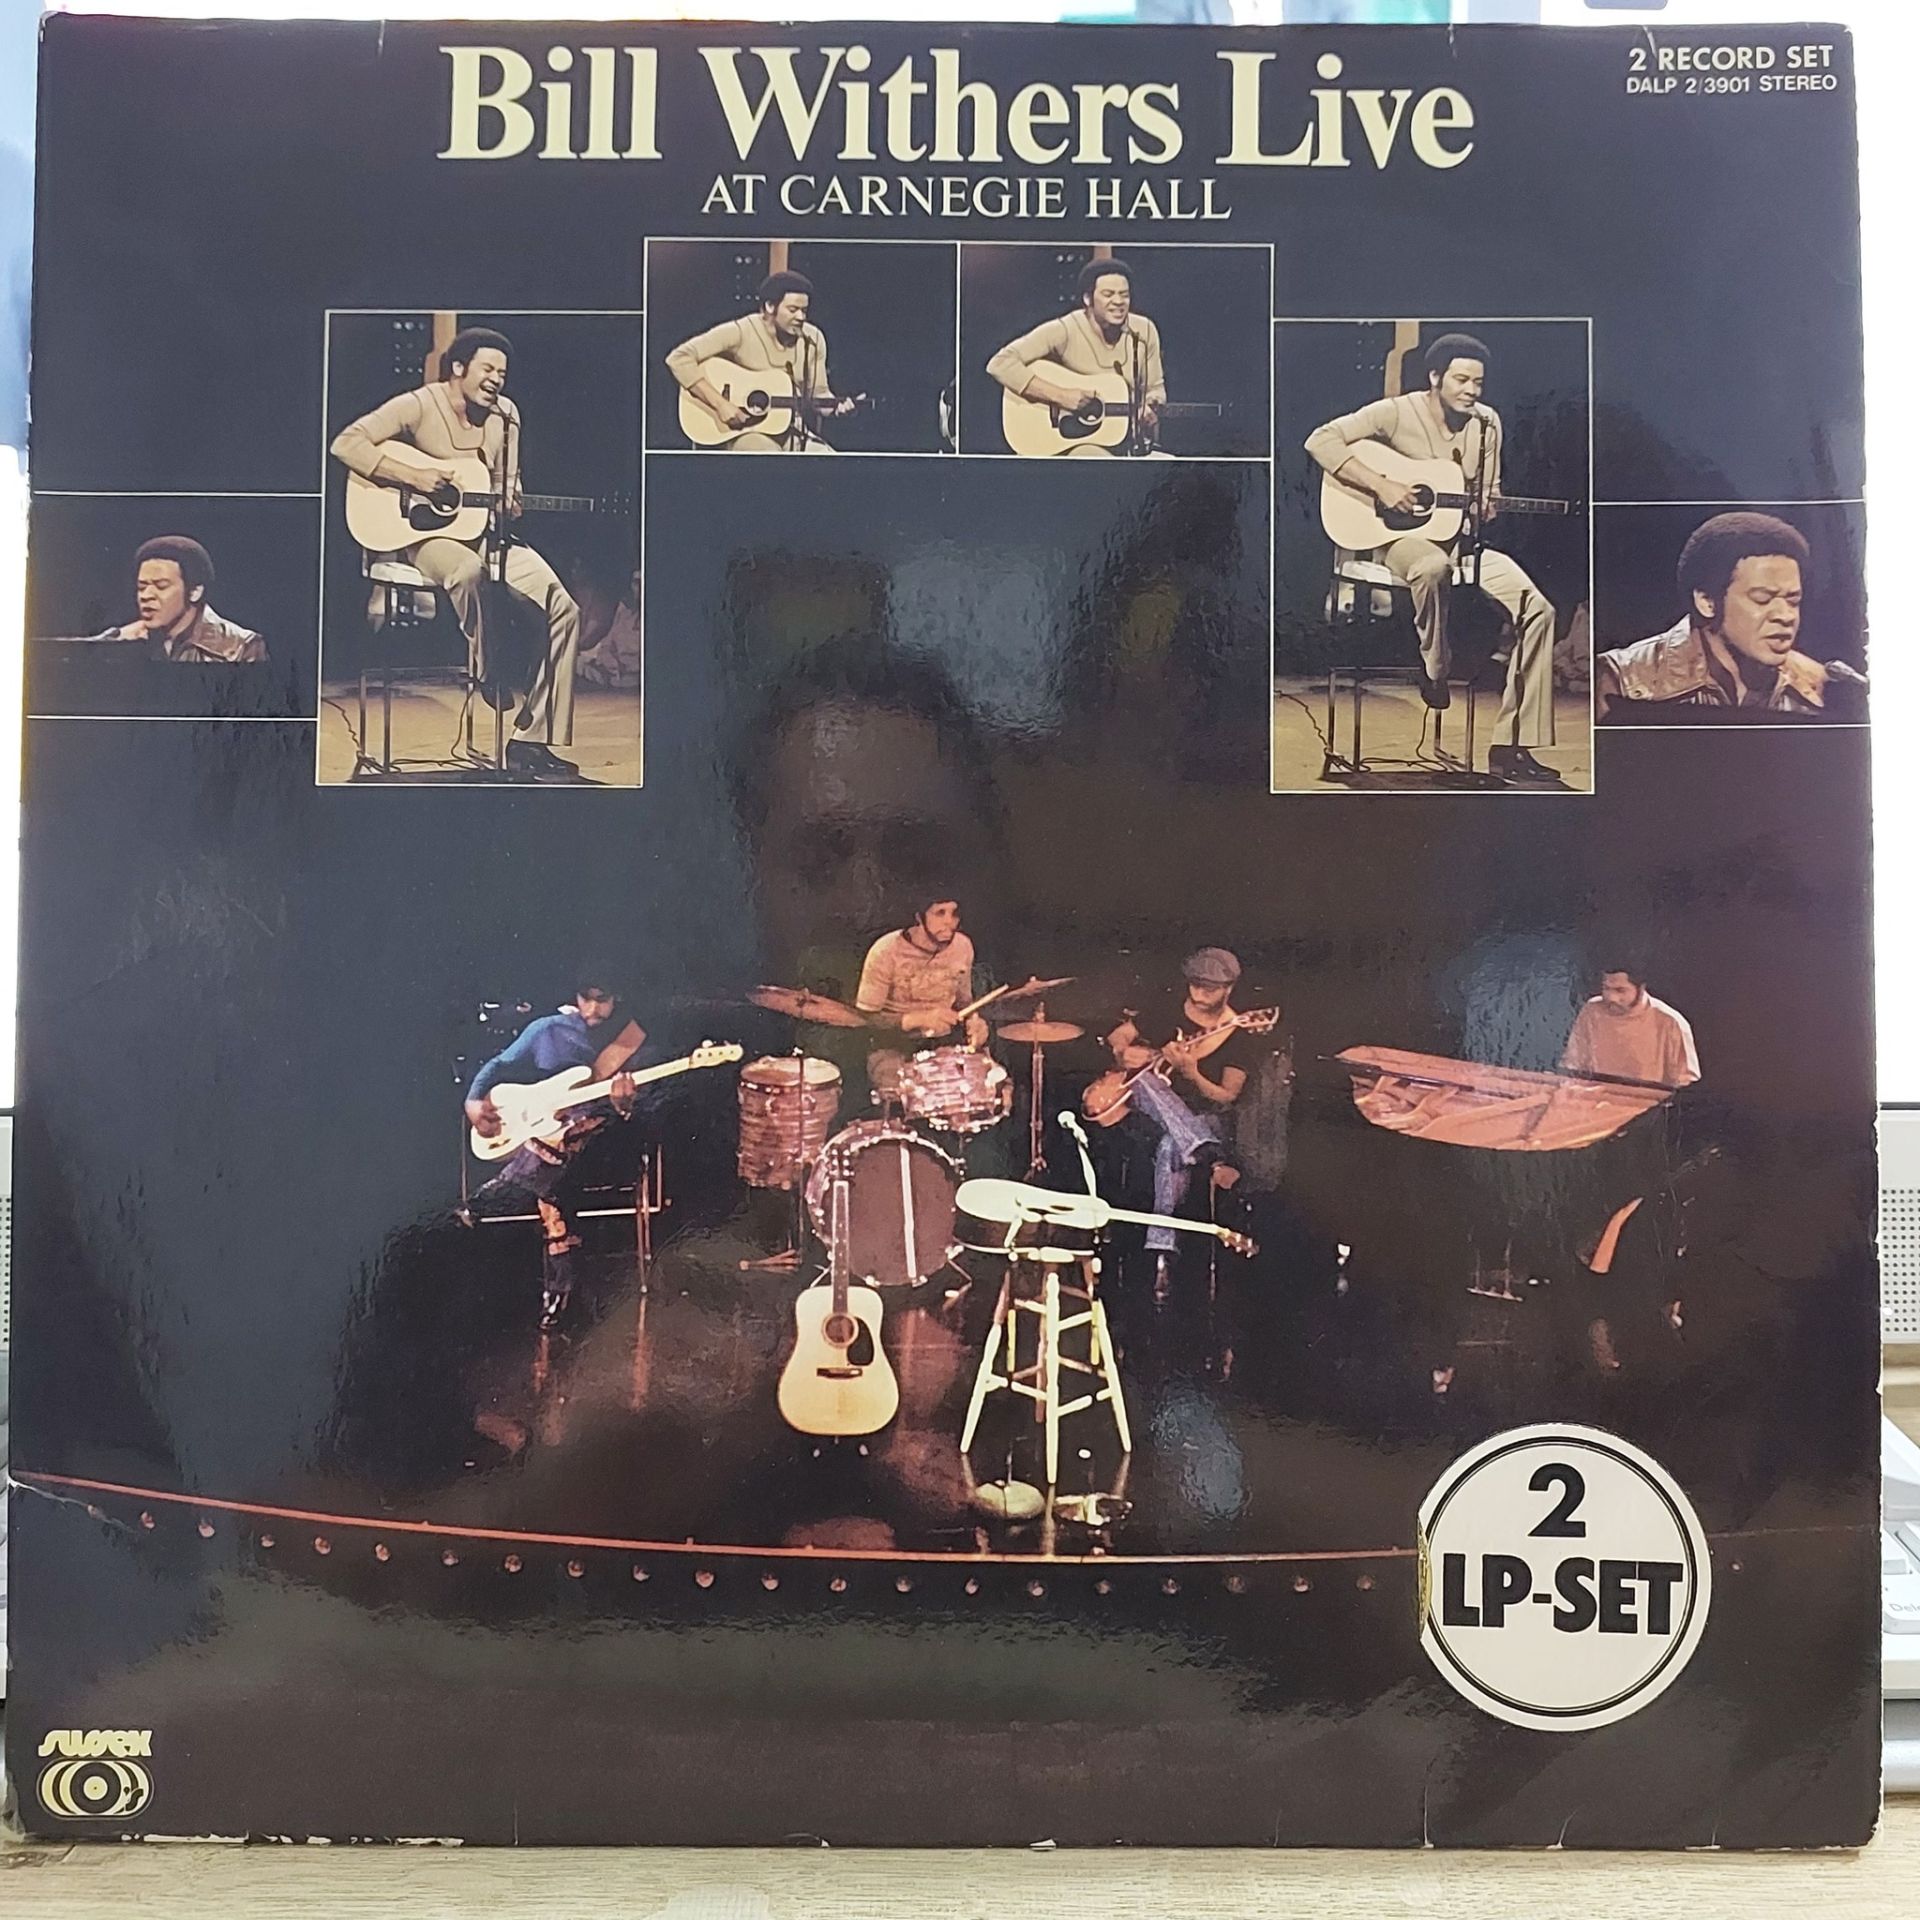 Bill Withers Live
AT CARNEGIE HALL
2 RECORD SET
DALP 2/3901 STEREO
2
LP-SET
sussex